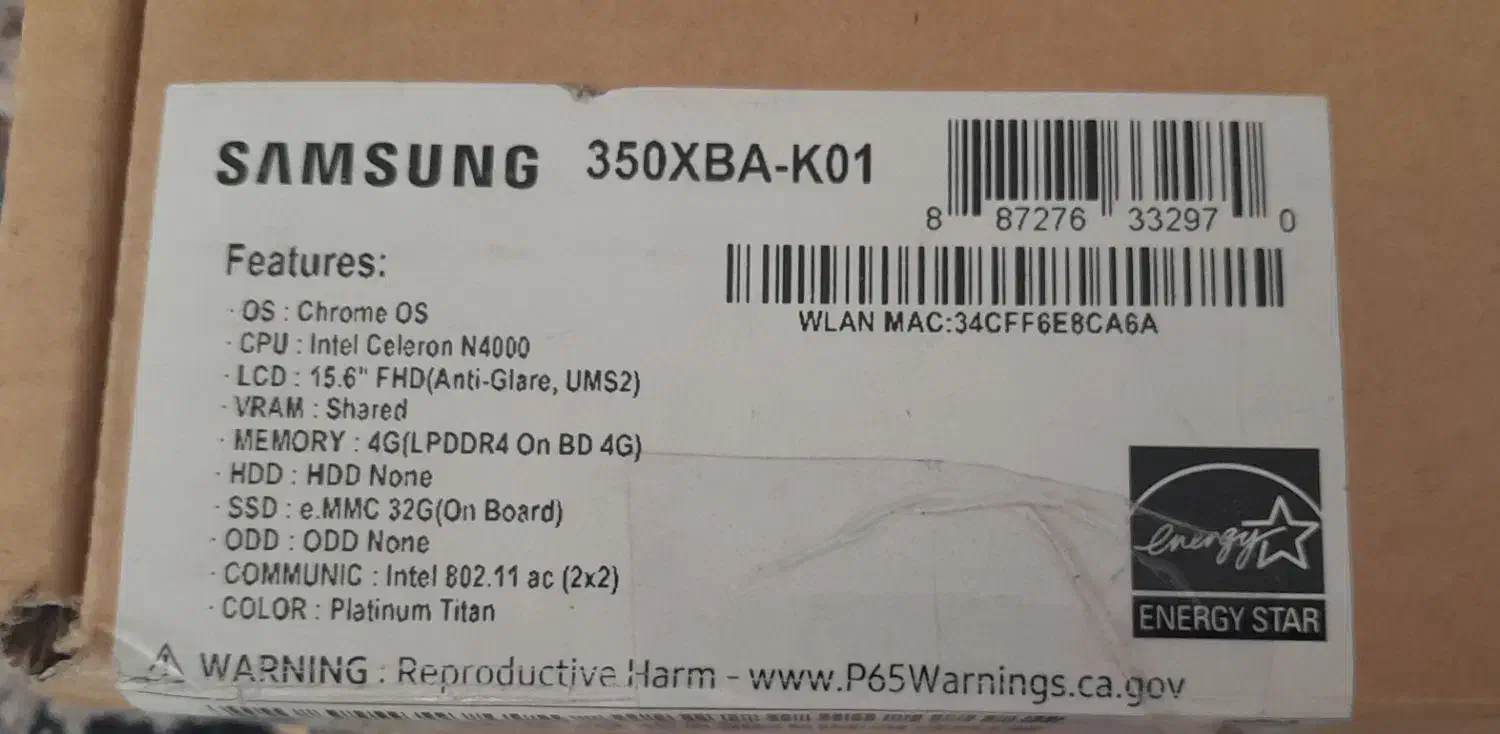 SAMSUNG 350XBA-K01
8 87276 33297 0
WLAN MAC:34CFF6E8CA6A
Features:
· OS : Chrome OS
· CPU : Intel Celeron N4000
· LCD : 15.6" FHD(Anti-Glare, UMS2)
· VRAM : Shared
· MEMORY : 4G(LPDDR4 On BD 4G)
· HDD : HDD None
· SSD : e.MMC 32G(On Board)
· ODD : ODD None
· COMMUNIC : Intel 802.11 ac (2x2)
· COLOR : Platinum Titan
energy
ENERGY STAR
WARNING : Reproductive Harm - www.P65Warnings.ca.gov